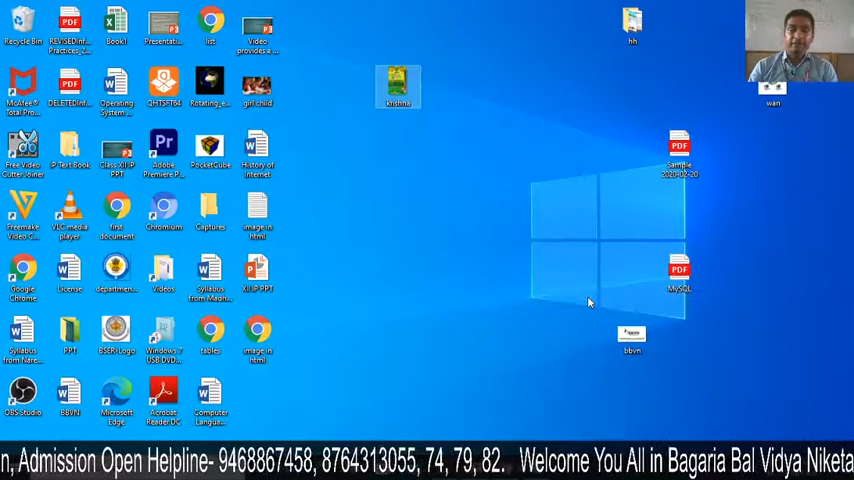 Recycle Bin
REVISEDInf...
Practices_2...
Book1
Presentati...
list
Video
provides a ...
hh
McAfee®
Total Pro...
DELETEDInf...
Operating
System ...
QHTSFT64
Rotating_e...
girl child
krishna
wan
Free Video
Cutter Joiner
IP Text Book
Class XII IP
PPT
Adobe
Premiere P...
PocketCube
History of
Internet
Sample
2020-02-20
Freemake
Video C...
VLC media
player
first
document
Chromium
Captures
image in
html
Google
Chrome
License
departmen...
Videos
Syllabus
from Madh...
XII IP PPT
MySQL
Syllabus
from Nare...
PPT
BSER-Logo
Windows 7
USB DVD...
tables
image in
html
bbvn
OBS Studio
BBVN
Microsoft
Edge
Acrobat
Reader DC
Computer
Langua...
n, Admission Open Helpline- 9468867458, 8764313055, 74, 79, 82. Welcome You All in Bagaria Bal Vidya Niketa